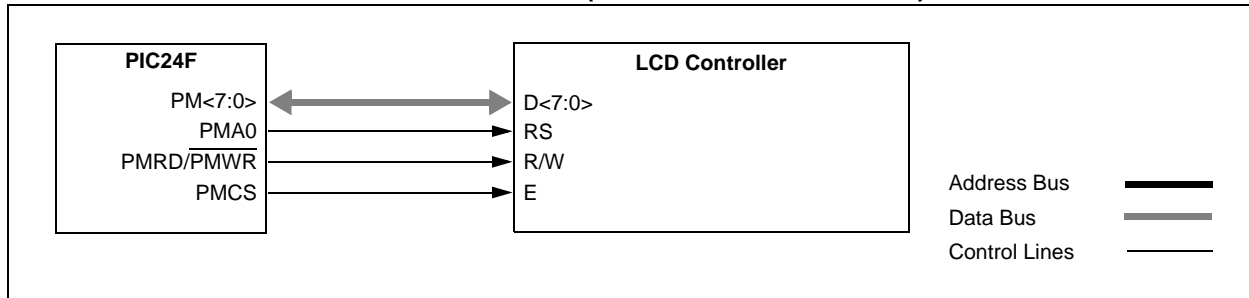 PIC24F
LCD Controller
PM<7:0>
D<7:0>
PMA0
RS
PMRD/PMWR
R/W
PMCS
E
Address Bus
Data Bus
Control Lines